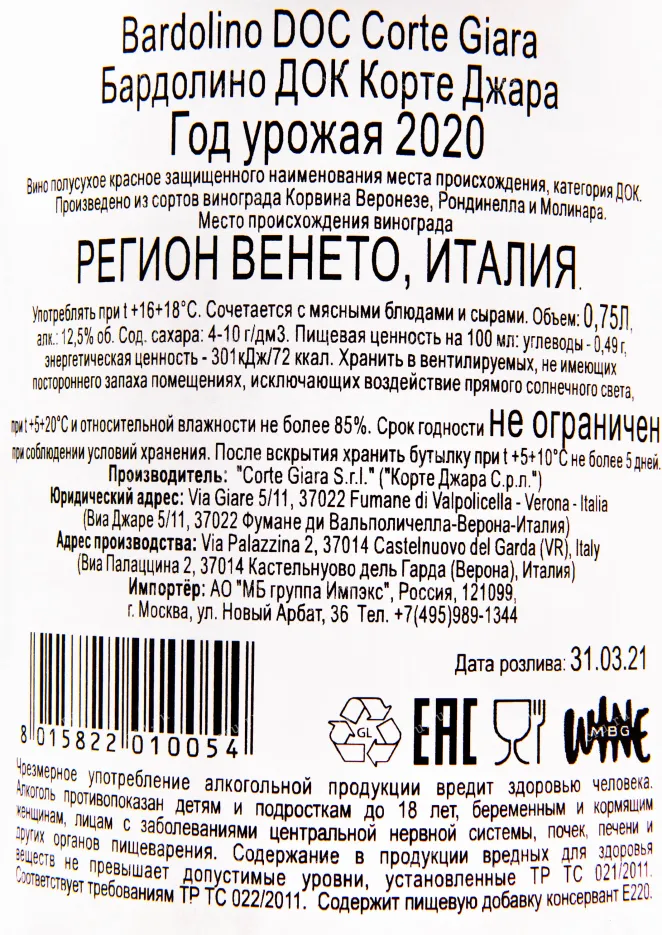 Bardolino DOC Corte Giara
Бардолино ДОК Корте Джара
Год урожая 2020
Вино полусухое красное защищенного наименования места происхождения, категория ДОК.
Произведено из сортов винограда Корвина Веронезе, Рондинелла и Молинара.
Место происхождения винограда
РЕГИОН ВЕНЕТО, ИТАЛИЯ.
Употреблять при t +16+18°C. Сочетается с мясными блюдами и сырами. Объем: 0,75Л,
алк.: 12,5% об. Сод. сахара: 4-10 г/дм3. Пищевая ценность на 100 мл: углеводы - 0,49 г,
энергетическая ценность - 301кДж/72 ккал. Хранить в вентилируемых, не имеющих
постороннего запаха помещениях, исключающих воздействие прямого солнечного света,
при t +5+20°C и относительной влажности не более 85%. Срок годности не ограничен
при соблюдении условий хранения. После вскрытия хранить бутылку при t +5+10°C не более 5 дней.
Производитель: "Corte Giara S.r.l." ("Корте Джара С.р.л.")
Юридический адрес: Via Giare 5/11, 37022 Fumane di Valpolicella - Verona - Italia
(Виа Джаре 5/11, 37022 Фумане ди Вальполичелла-Верона-Италия)
Адрес производства: Via Palazzina 2, 37014 Castelnuovo del Garda (VR), Italy
(Виа Палаццина 2, 37014 Кастельнуово дель Гарда (Верона), Италия)
Импортёр: АО "МБ группа Импэкс", Россия, 121099,
г. Москва, ул. Новый Арбат, 36 Тел. +7(495)989-1344
Дата розлива: 31.03.21
GL EAC WINE MBG
8 015822 010054
Чрезмерное употребление алкогольной продукции вредит здоровью человека.
Алкоголь противопоказан детям и подросткам до 18 лет, беременным и кормящим
женщинам, лицам с заболеваниями центральной нервной системы, почек, печени и
других органов пищеварения. Содержание в продукции вредных для здоровья
веществ не превышает допустимые уровни, установленные ТР ТС 021/2011.
Соответствует требованиям ТР ТС 022/2011. Содержит пищевую добавку консервант Е220.